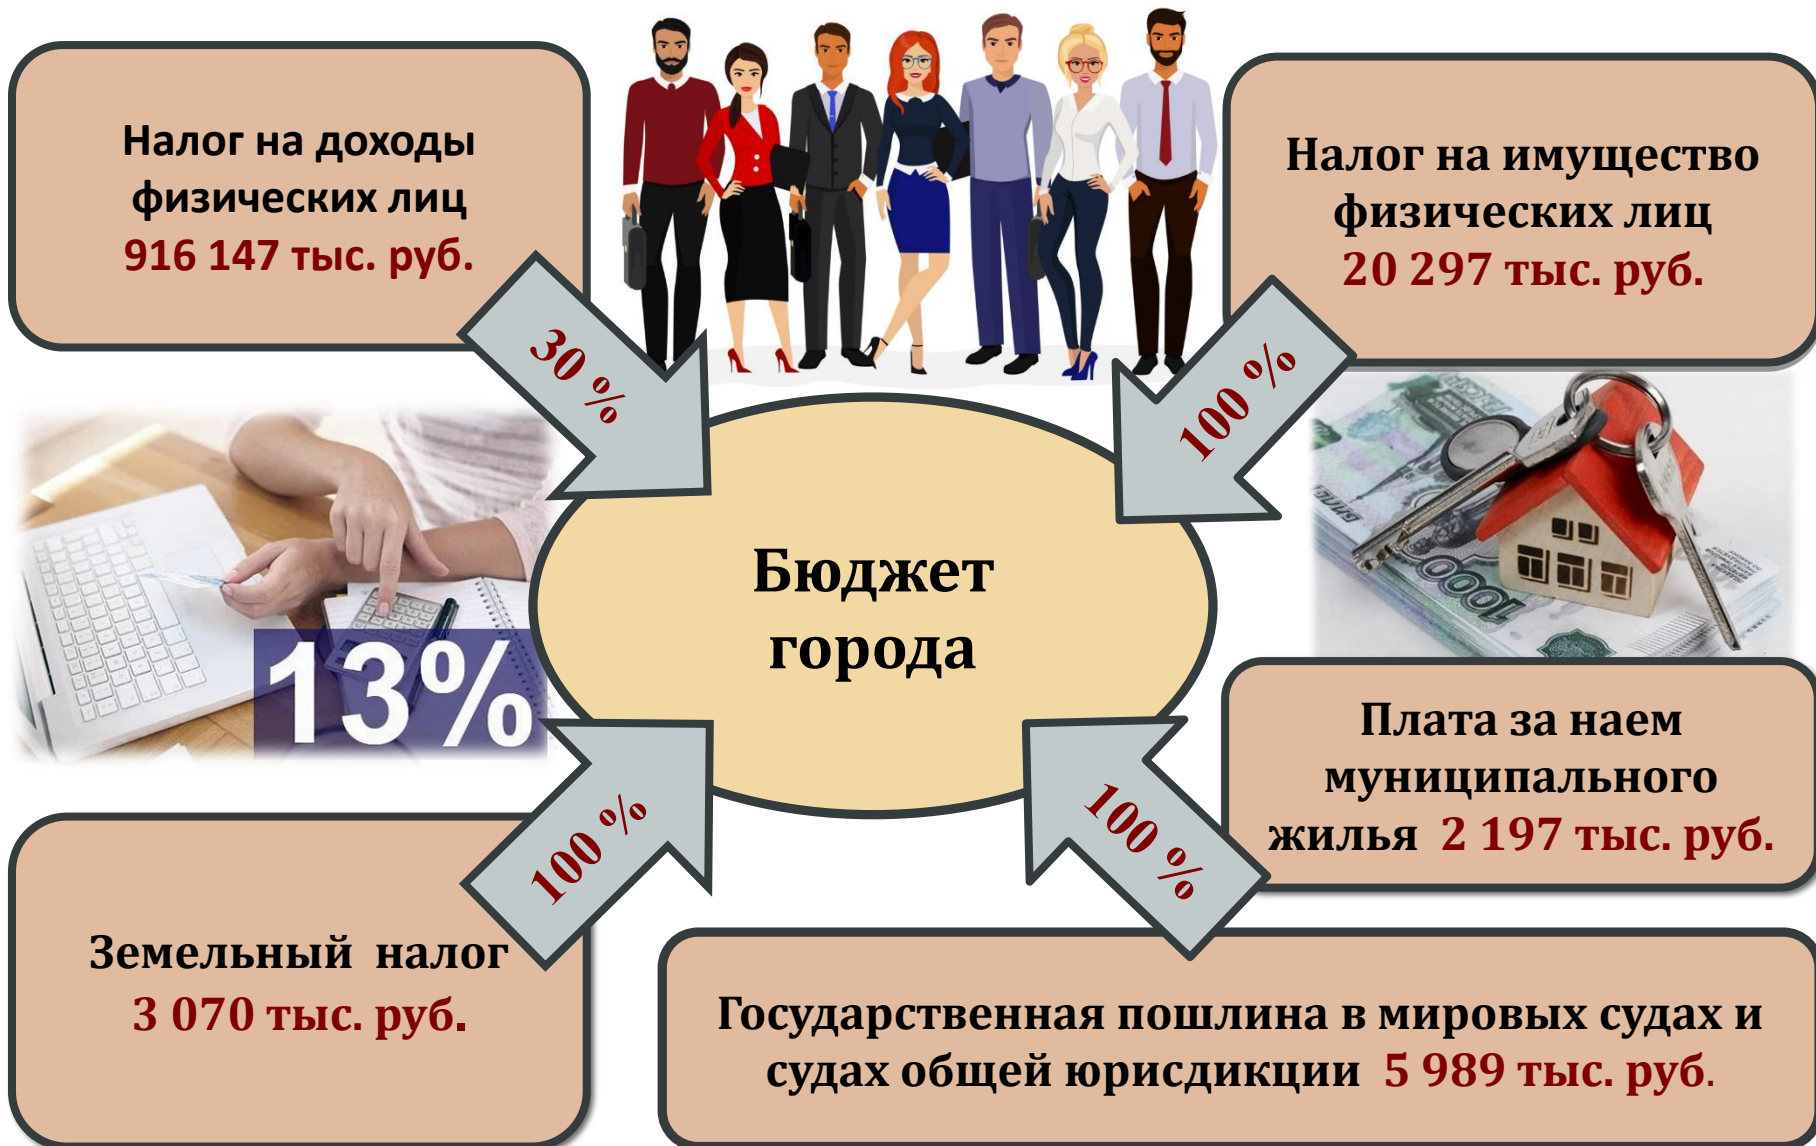 Налог на доходы
физических лиц
916 147 тыс. руб.
30 %
Налог на имущество
физических лиц
20 297 тыс. руб.
100 %
13%
1000
Бюджет
города
Плата за наем
муниципального
жилья 2 197 тыс. руб.
100 %
100 %
Земельный налог
3 070 тыс. руб.
Государственная пошлина в мировых судах и
судах общей юрисдикции 5 989 тыс. руб.